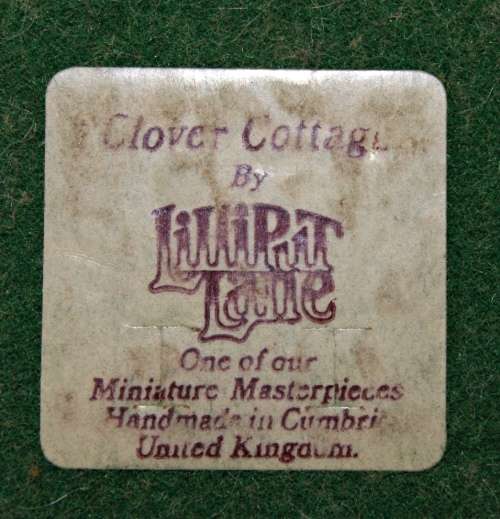 Clover Cottage
By
LILLIPUT
LANE
One of our
Miniature Masterpieces
Handmade in Cumbria
United Kingdom.